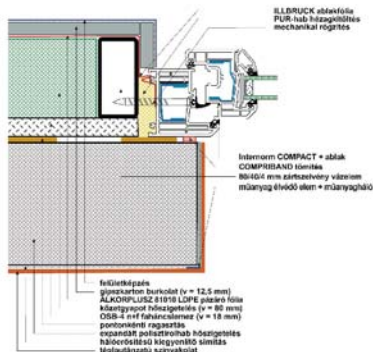 ILLBRUCK ablakfólia
PUR-hab hézagkitöltés
mechanikai rögzítés
Internorm COMPACT + ablak
COMPRIBAND tömítés
80/40/4 mm zártszelvény vázelem
műanyag élvédő elem + műanyagháló
felületképzés
gipszkarton burkolat (v = 12,5 mm)
ALKORPLUSZ 81010 LDPE párazáró fólia
kőzetgyapot hőszigetelés (v = 80 mm)
OSB-4 n+f faháncslemez (v = 18 mm)
pontonkénti ragasztás
expandált polisztirolhab hőszigetelés
hálóerősítésű kiegyenlítő simítás